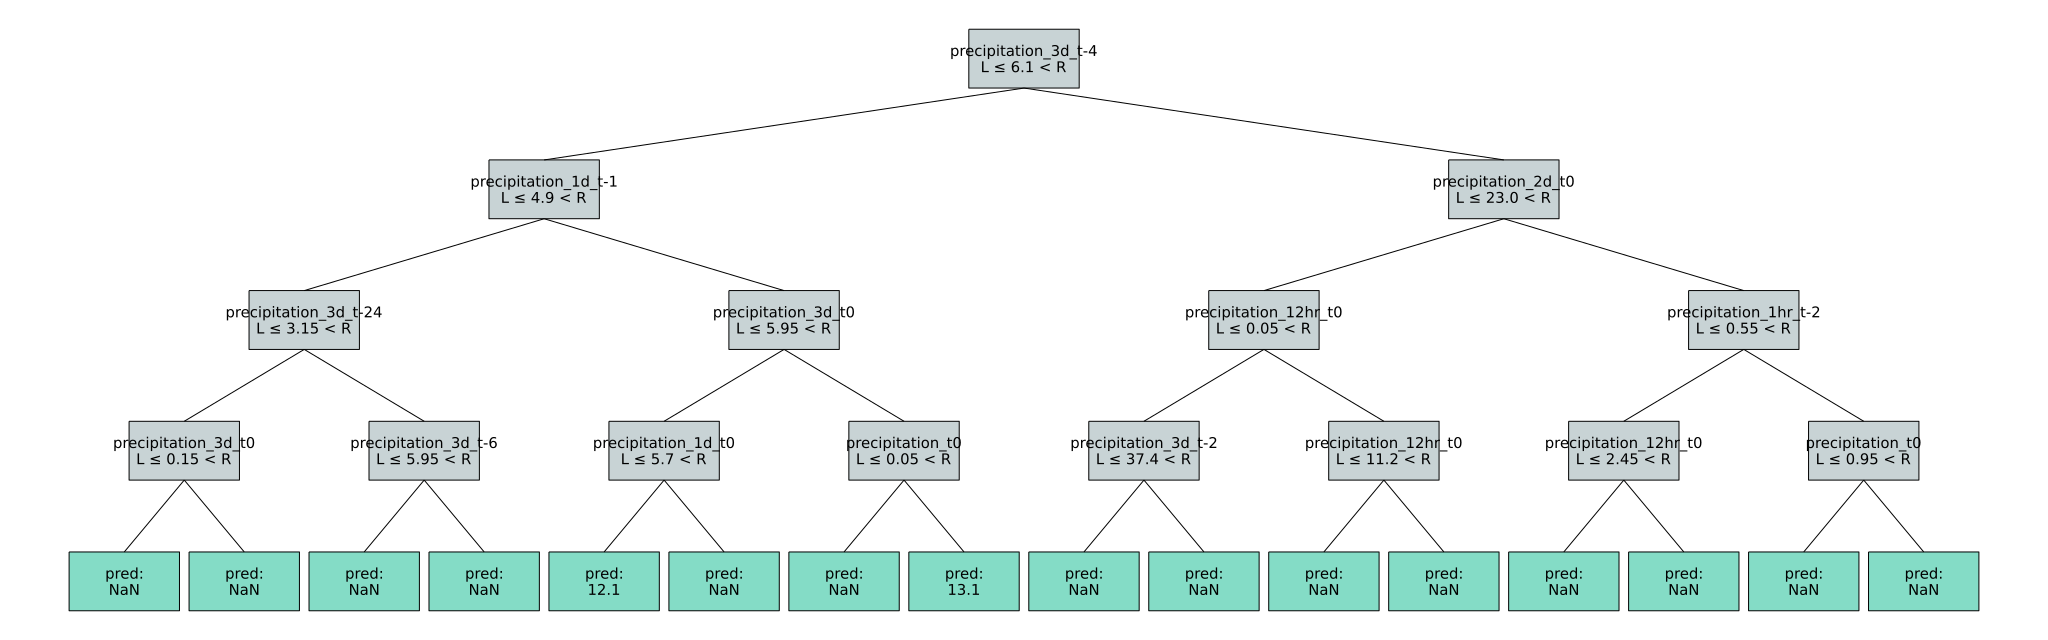 precipitation_3d_t-4
L ≤ 6.1 < R
precipitation_1d_t-1
L ≤ 4.9 < R
precipitation_2d_t0
L ≤ 23.0 < R
precipitation_3d_t-24
L ≤ 3.15 < R
precipitation_3d_t0
L ≤ 5.95 < R
precipitation_12hr_t0
L ≤ 0.05 < R
precipitation_1hr_t-2
L ≤ 0.55 < R
precipitation_3d_t0
L ≤ 0.15 < R
precipitation_3d_t-6
L ≤ 5.95 < R
precipitation_1d_t0
L ≤ 5.7 < R
precipitation_t0
L ≤ 0.05 < R
precipitation_3d_t-2
L ≤ 37.4 < R
precipitation_12hr_t0
L ≤ 11.2 < R
precipitation_12hr_t0
L ≤ 2.45 < R
precipitation_t0
L ≤ 0.95 < R
pred:
NaN
pred:
NaN
pred:
NaN
pred:
NaN
pred:
12.1
pred:
NaN
pred:
NaN
pred:
13.1
pred:
NaN
pred:
NaN
pred:
NaN
pred:
NaN
pred:
NaN
pred:
NaN
pred:
NaN
pred:
NaN